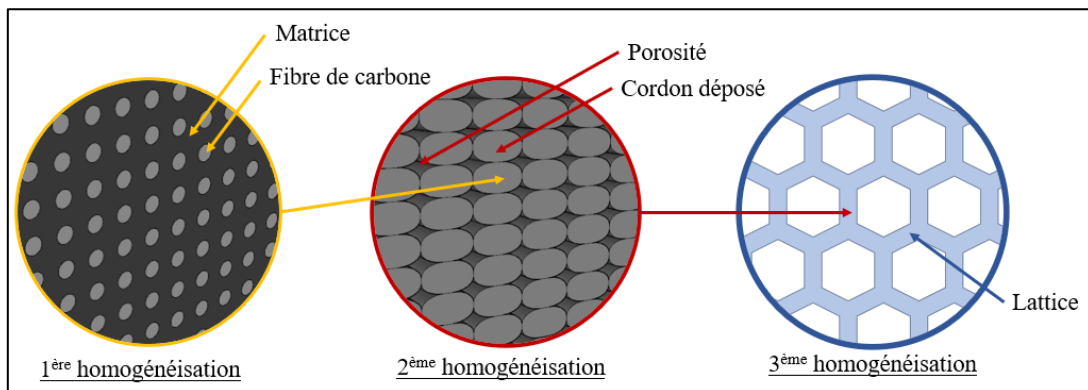 Matrice
Fibre de carbone
Porosité
Cordon déposé
Lattice
1ère homogénéisation
2ème homogénéisation
3ème homogénéisation